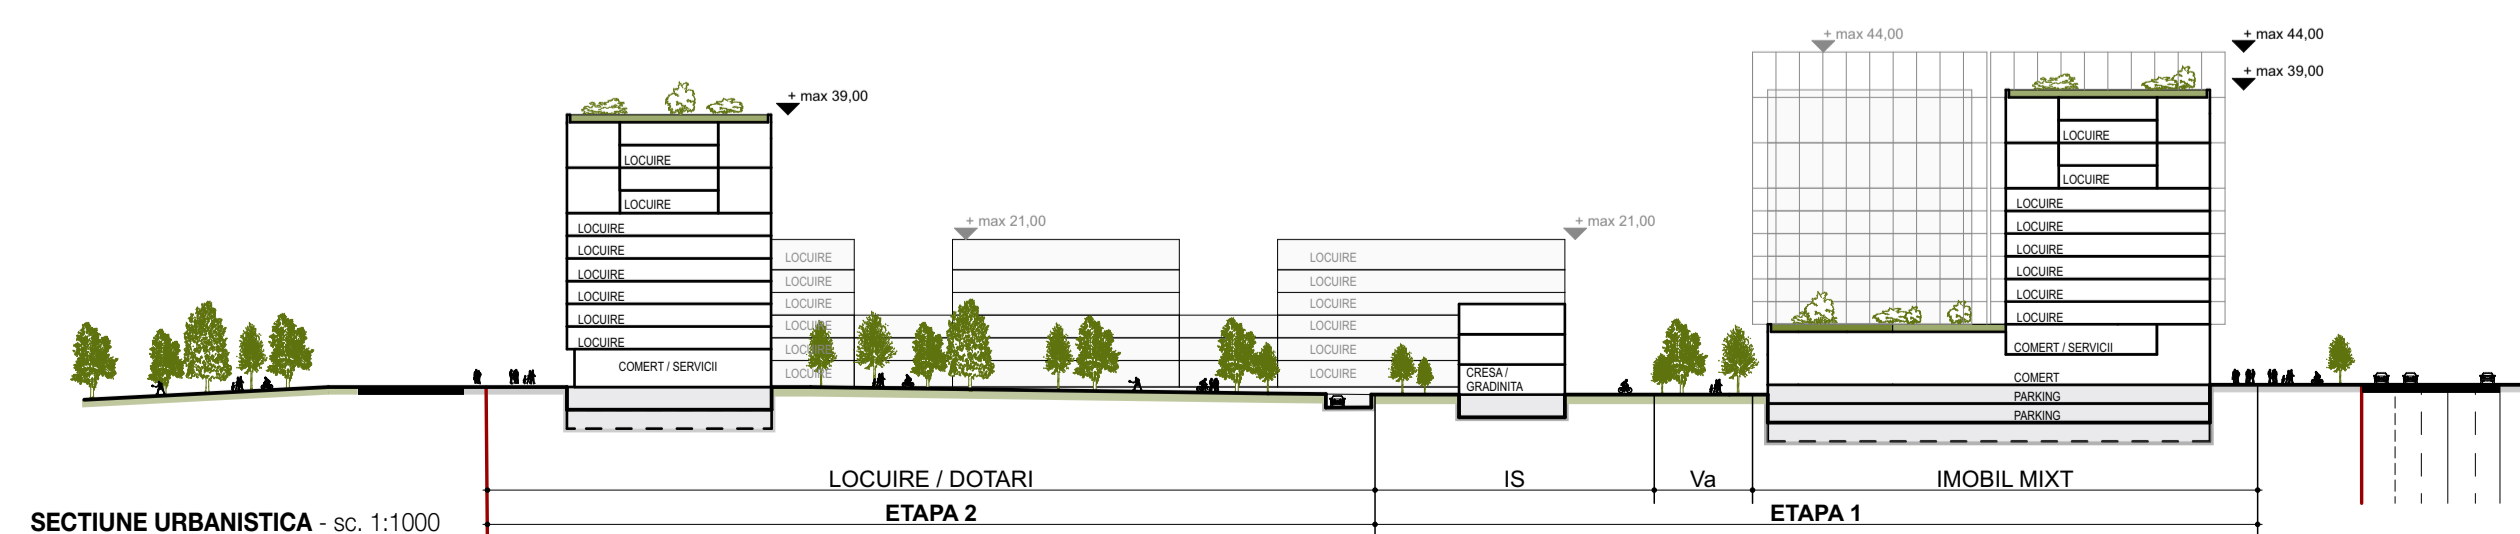 + max 44,00
+ max 44,00
+ max 39,00
+ max 39,00
LOCUIRE
LOCUIRE
LOCUIRE
LOCUIRE
LOCUIRE
LOCUIRE
LOCUIRE
LOCUIRE
LOCUIRE
COMERT / SERVICII
LOCUIRE
LOCUIRE
LOCUIRE
LOCUIRE
LOCUIRE
LOCUIRE
+ max 21,00
+ max 21,00
LOCUIRE
LOCUIRE
LOCUIRE
LOCUIRE
LOCUIRE
LOCUIRE
CRESA /
GRADINITA
LOCUIRE
LOCUIRE
LOCUIRE
LOCUIRE
LOCUIRE
LOCUIRE
LOCUIRE
LOCUIRE
COMERT / SERVICII
COMERT
PARKING
PARKING
LOCUIRE / DOTARI
IS
Va
IMOBIL MIXT
ETAPA 2
ETAPA 1
SECTIUNE URBANISTICA - sc. 1:1000